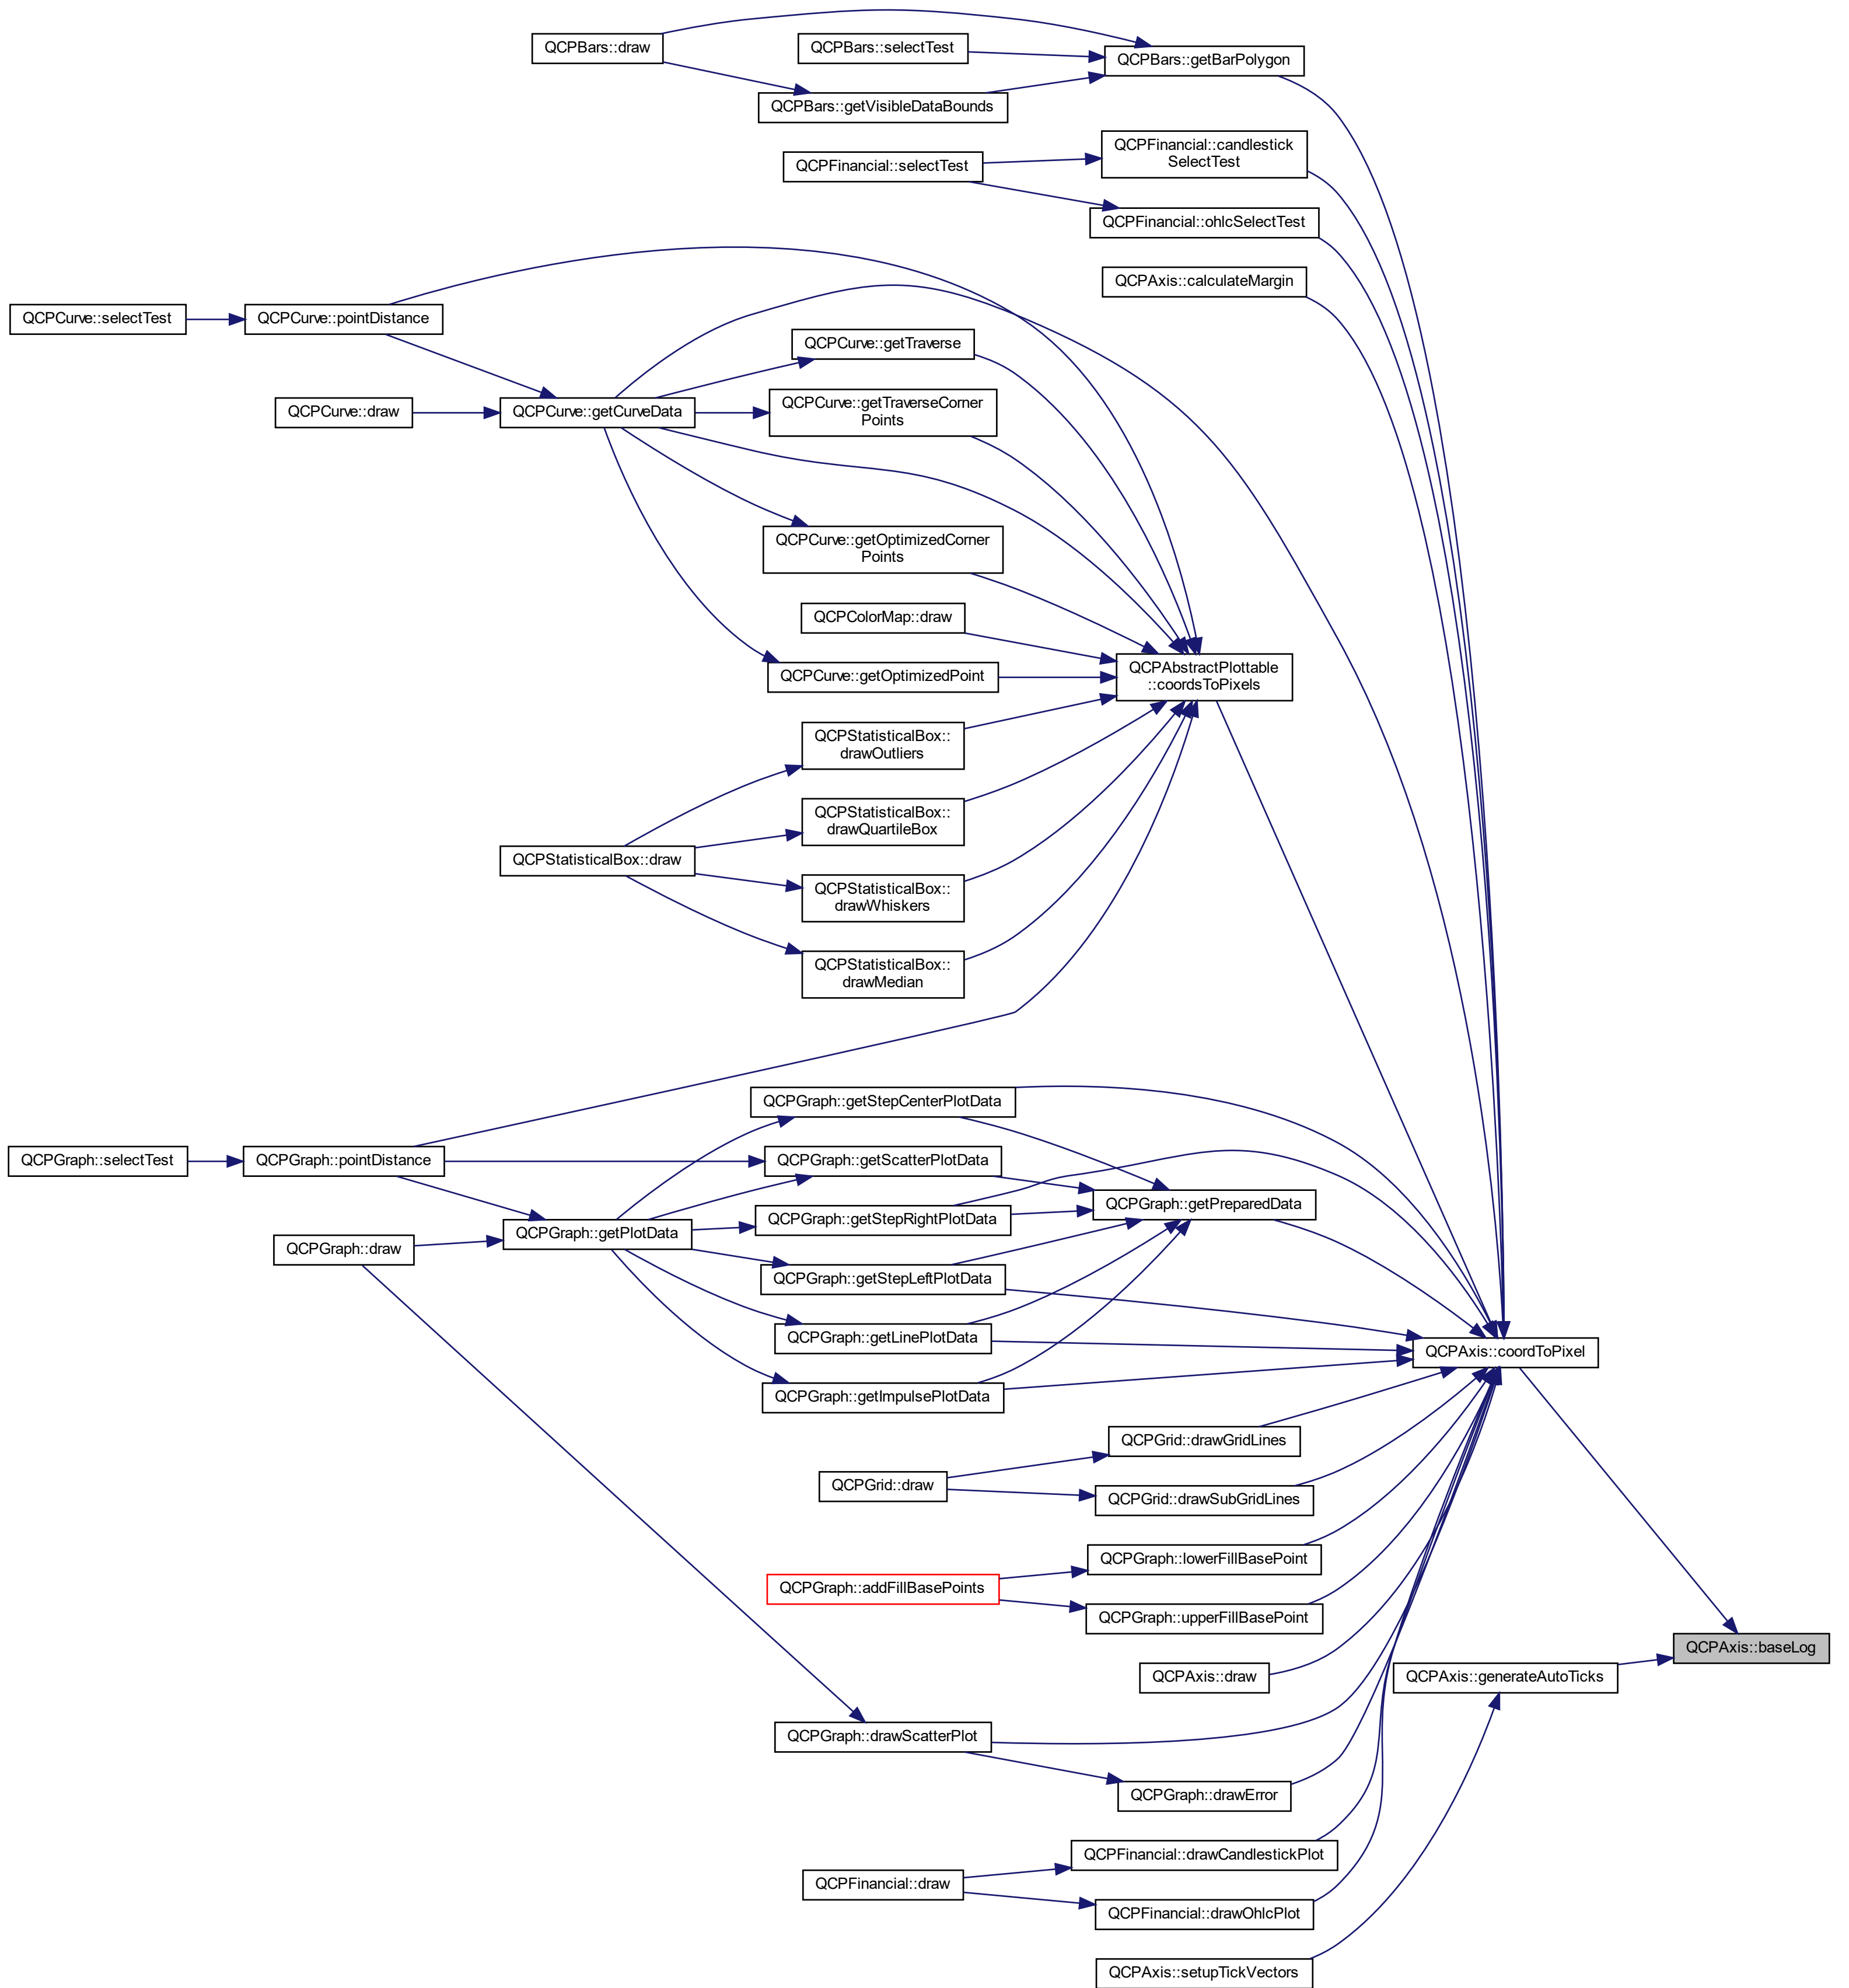 QCPBars::draw
QCPBars::selectTest
QCPBars::getBarPolygon
QCPBars::getVisibleDataBounds
QCPFinancial::candlestick
SelectTest
QCPFinancial::selectTest
QCPFinancial::ohlcSelectTest
QCPAxis::calculateMargin
QCPCurve::selectTest
QCPCurve::pointDistance
QCPCurve::getTraverse
QCPCurve::draw
QCPCurve::getCurveData
QCPCurve::getTraverseCorner
Points
QCPCurve::getOptimizedCorner
Points
QCPColorMap::draw
QCPAbstractPlottable
::coordsToPixels
QCPCurve::getOptimizedPoint
QCPStatisticalBox::
drawOutliers
QCPStatisticalBox::
drawQuartileBox
QCPStatisticalBox::draw
QCPStatisticalBox::
drawWhiskers
QCPStatisticalBox::
drawMedian
QCPGraph::getStepCenterPlotData
QCPGraph::selectTest
QCPGraph::pointDistance
QCPGraph::getScatterPlotData
QCPGraph::getPreparedData
QCPGraph::getStepRightPlotData
QCPGraph::getPlotData
QCPGraph::draw
QCPGraph::getStepLeftPlotData
QCPGraph::getLinePlotData
QCPAxis::coordToPixel
QCPGraph::getImpulsePlotData
QCPGrid::drawGridLines
QCPGrid::draw
QCPGrid::drawSubGridLines
QCPGraph::lowerFillBasePoint
QCPGraph::addFillBasePoints
QCPGraph::upperFillBasePoint
QCPAxis::baseLog
QCPAxis::draw
QCPAxis::generateAutoTicks
QCPGraph::drawScatterPlot
QCPGraph::drawError
QCPFinancial::drawCandlestickPlot
QCPFinancial::draw
QCPFinancial::drawOhlcPlot
QCPAxis::setupTickVectors